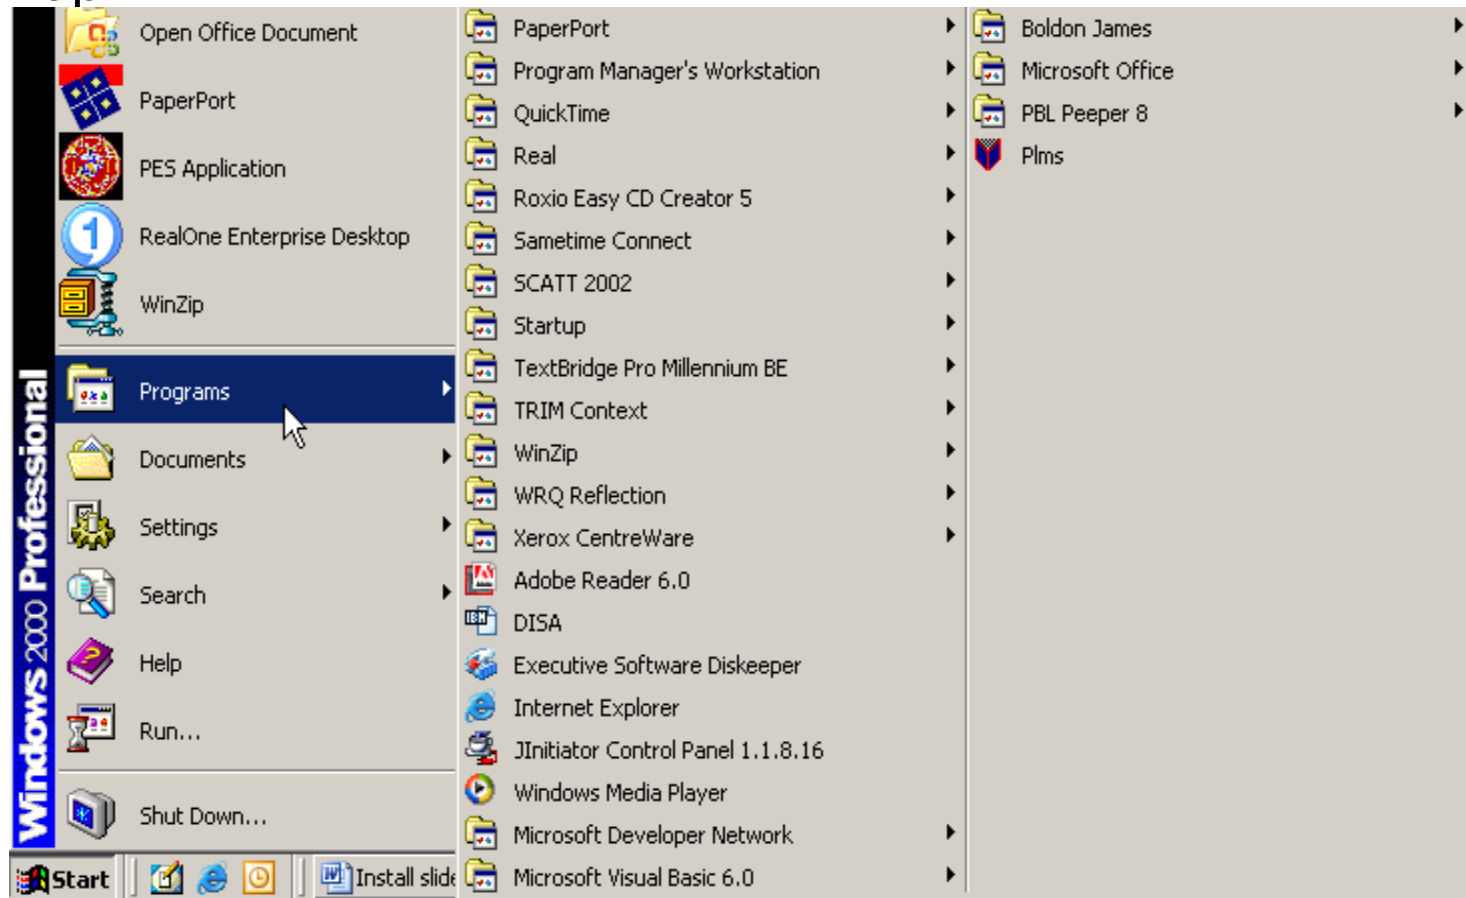 Open Office Document
PaperPort
PES Application
RealOne Enterprise Desktop
WinZip
Programs
Documents
Settings
Search
Help
Run...
Shut Down...
Windows 2000 Professional
Start
Install slide
PaperPort
Program Manager's Workstation
QuickTime
Real
Roxio Easy CD Creator 5
Sametime Connect
SCATT 2002
Startup
TextBridge Pro Millennium BE
TRIM Context
WinZip
WRQ Reflection
Xerox CentreWare
Adobe Reader 6.0
DISA
Executive Software Diskeeper
Internet Explorer
JInitiator Control Panel 1.1.8.16
Windows Media Player
Microsoft Developer Network
Microsoft Visual Basic 6.0
Boldon James
Microsoft Office
PBL Peeper 8
Plms